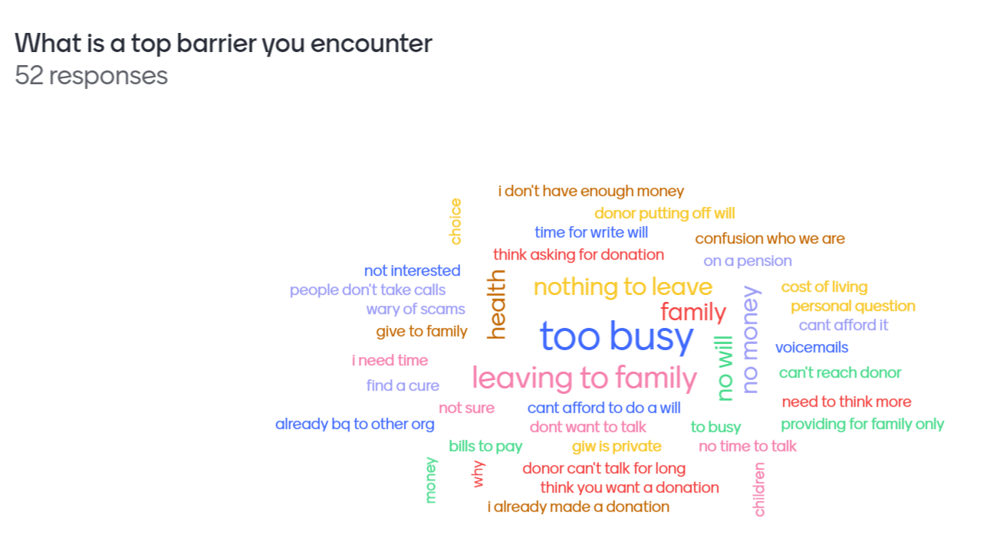 What is a top barrier you encounter
52 responses
i don't have enough money
choice
donor putting off will
time for write will
confusion who we are
think asking for donation
on a pension
not interested
health
nothing to leave
no money
cost of living
people don't take calls
family
personal question
wary of scams
too busy
cant afford it
give to family
no will
voicemails
i need time
leaving to family
can't reach donor
find a cure
need to think more
not sure
cant afford to do a will
already bq to other org
dont want to talk
to busy
providing for family only
bills to pay
giw is private
no time to talk
money
why
donor can't talk for long
children
think you want a donation
i already made a donation